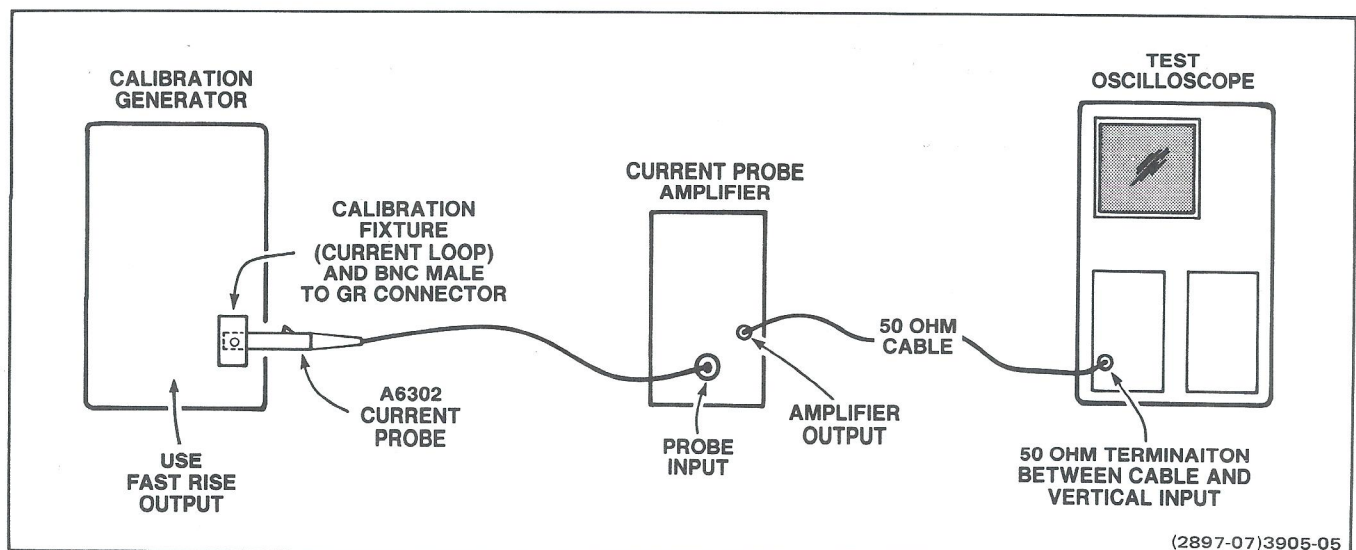 CALIBRATION
GENERATOR
CALIBRATION
FIXTURE
(CURRENT LOOP)
AND BNC MALE
TO GR CONNECTOR
USE
FAST RISE
OUTPUT
A6302
CURRENT
PROBE
CURRENT PROBE
AMPLIFIER
PROBE
INPUT
AMPLIFIER
OUTPUT
50 OHM
CABLE
TEST
OSCILLOSCOPE
50 OHM TERMINAITON
BETWEEN CABLE AND
VERTICAL INPUT
(2897-07)3905-05